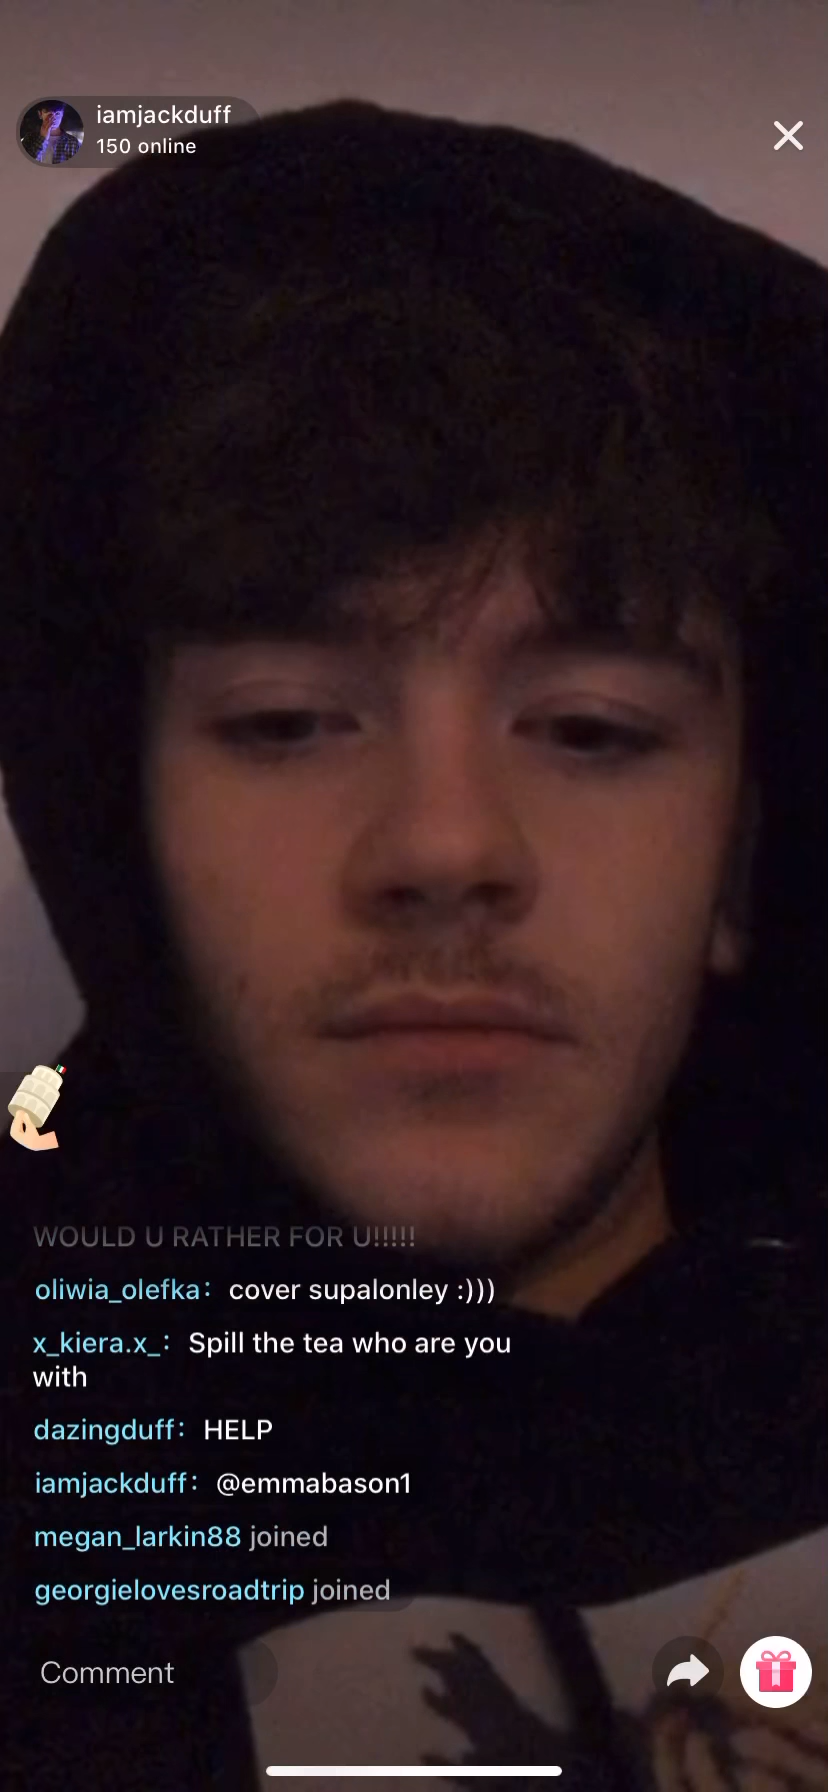 iamjackduff
150 online
WOULD U RATHER FOR U!!!!!
oliwia_olefka: cover supalonley :)))
x_kiera.x_: Spill the tea who are you
with
dazingduff: HELP
iamjackduff: @emmabason1
megan_larkin88 joined
georgielovesroadtrip joined
Comment